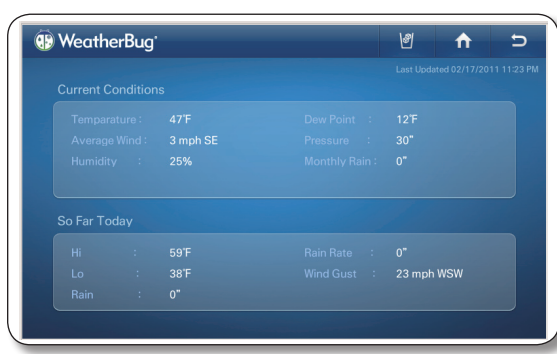 WeatherBug®
Last Updated 02/17/2011 11:23 PM
Current Conditions
Temparature : 47°F Dew Point : 12°F
Average Wind : 3 mph SE Pressure : 30"
Humidity : 25% Monthly Rain : 0"
So Far Today
Hi : 59°F Rain Rate : 0"
Lo : 38°F Wind Gust : 23 mph WSW
Rain : 0"